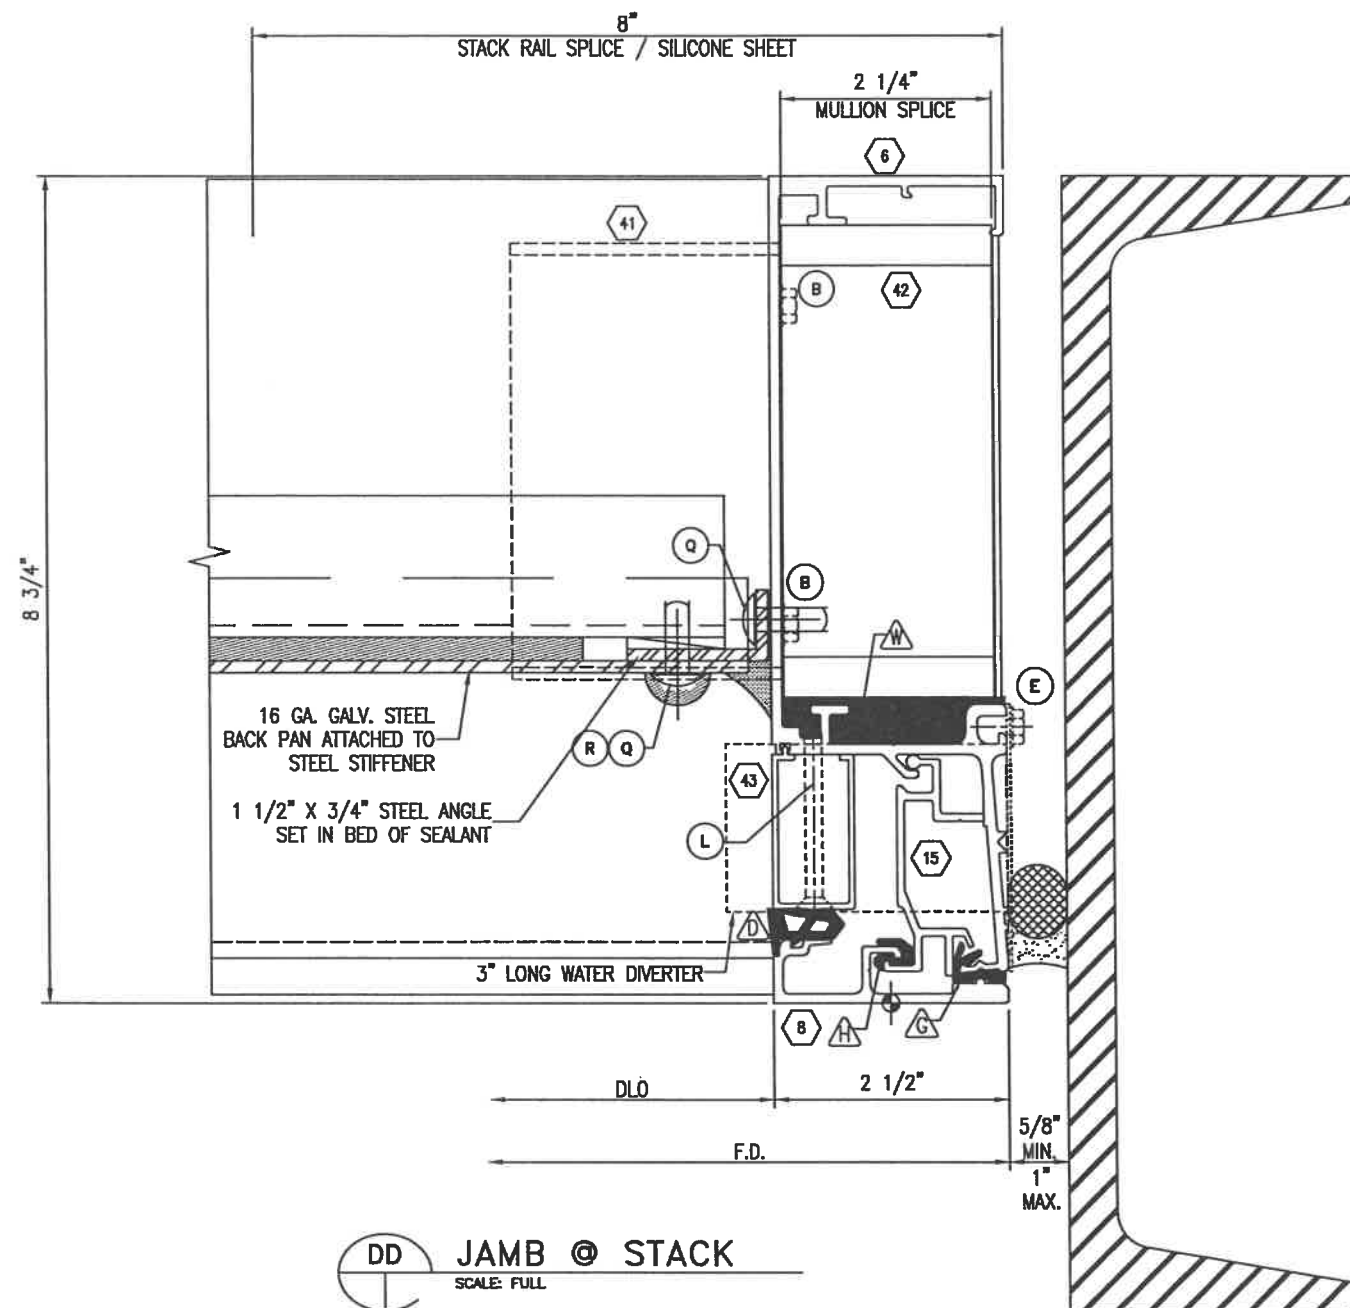 8"
STACK RAIL SPLICE / SILICONE SHEET
2 1/4"
MULLION SPLICE
6
41
42
B
8 3/4"
Q
B
W
E
16 GA. GALV. STEEL
BACK PAN ATTACHED TO
STEEL STIFFENER
R Q
43
1 1/2" X 3/4" STEEL ANGLE
SET IN BED OF SEALANT
L
15
D
3" LONG WATER DIVERTER
8
H
G
DLO
2 1/2"
F.D.
5/8"
MIN.
1"
MAX.
DD
JAMB @ STACK
SCALE: FULL